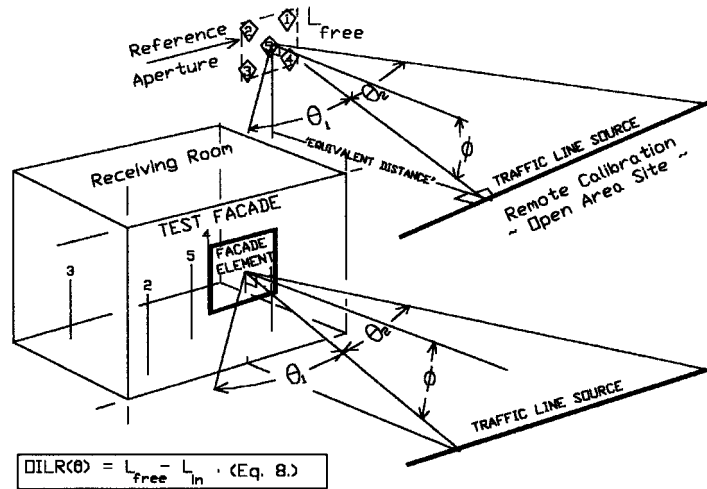 1
L free
2
Reference
5
Aperture
4
3
θ1
θ2
ϕ
"EQUIVALENT DISTANCE"
TRAFFIC LINE SOURCE
Remote Calibration
~ Open Area Site ~
Receiving Room
TEST FACADE
4
FACADE
ELEMENT
3
5
2
θ1
θ2
ϕ
TRAFFIC LINE SOURCE
OILR(θ) = L free - L in . (Eq. 8.)